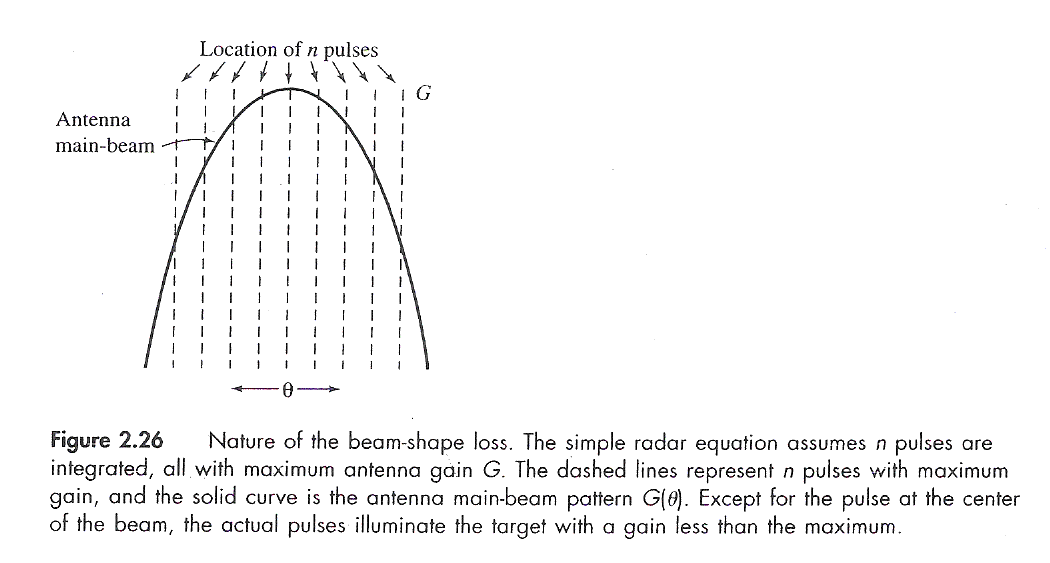 Location of n pulses
G
Antenna
main-beam
θ
Figure 2.26 Nature of the beam-shape loss. The simple radar equation assumes n pulses are
integrated, all with maximum antenna gain G. The dashed lines represent n pulses with maximum
gain, and the solid curve is the antenna main-beam pattern G(θ). Except for the pulse at the center
of the beam, the actual pulses illuminate the target with a gain less than the maximum.